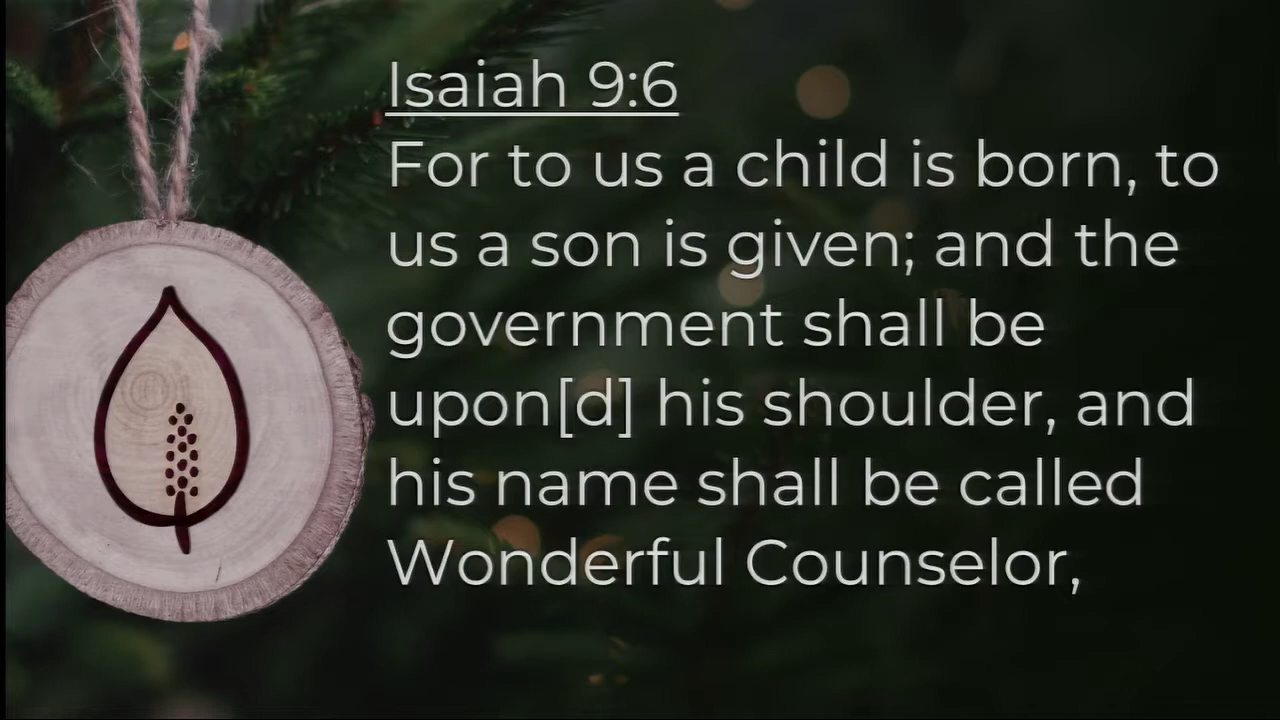 Isaiah 9:6
For to us a child is born, to
us a son is given; and the
government shall be
upon[d] his shoulder, and
his name shall be called
Wonderful Counselor,